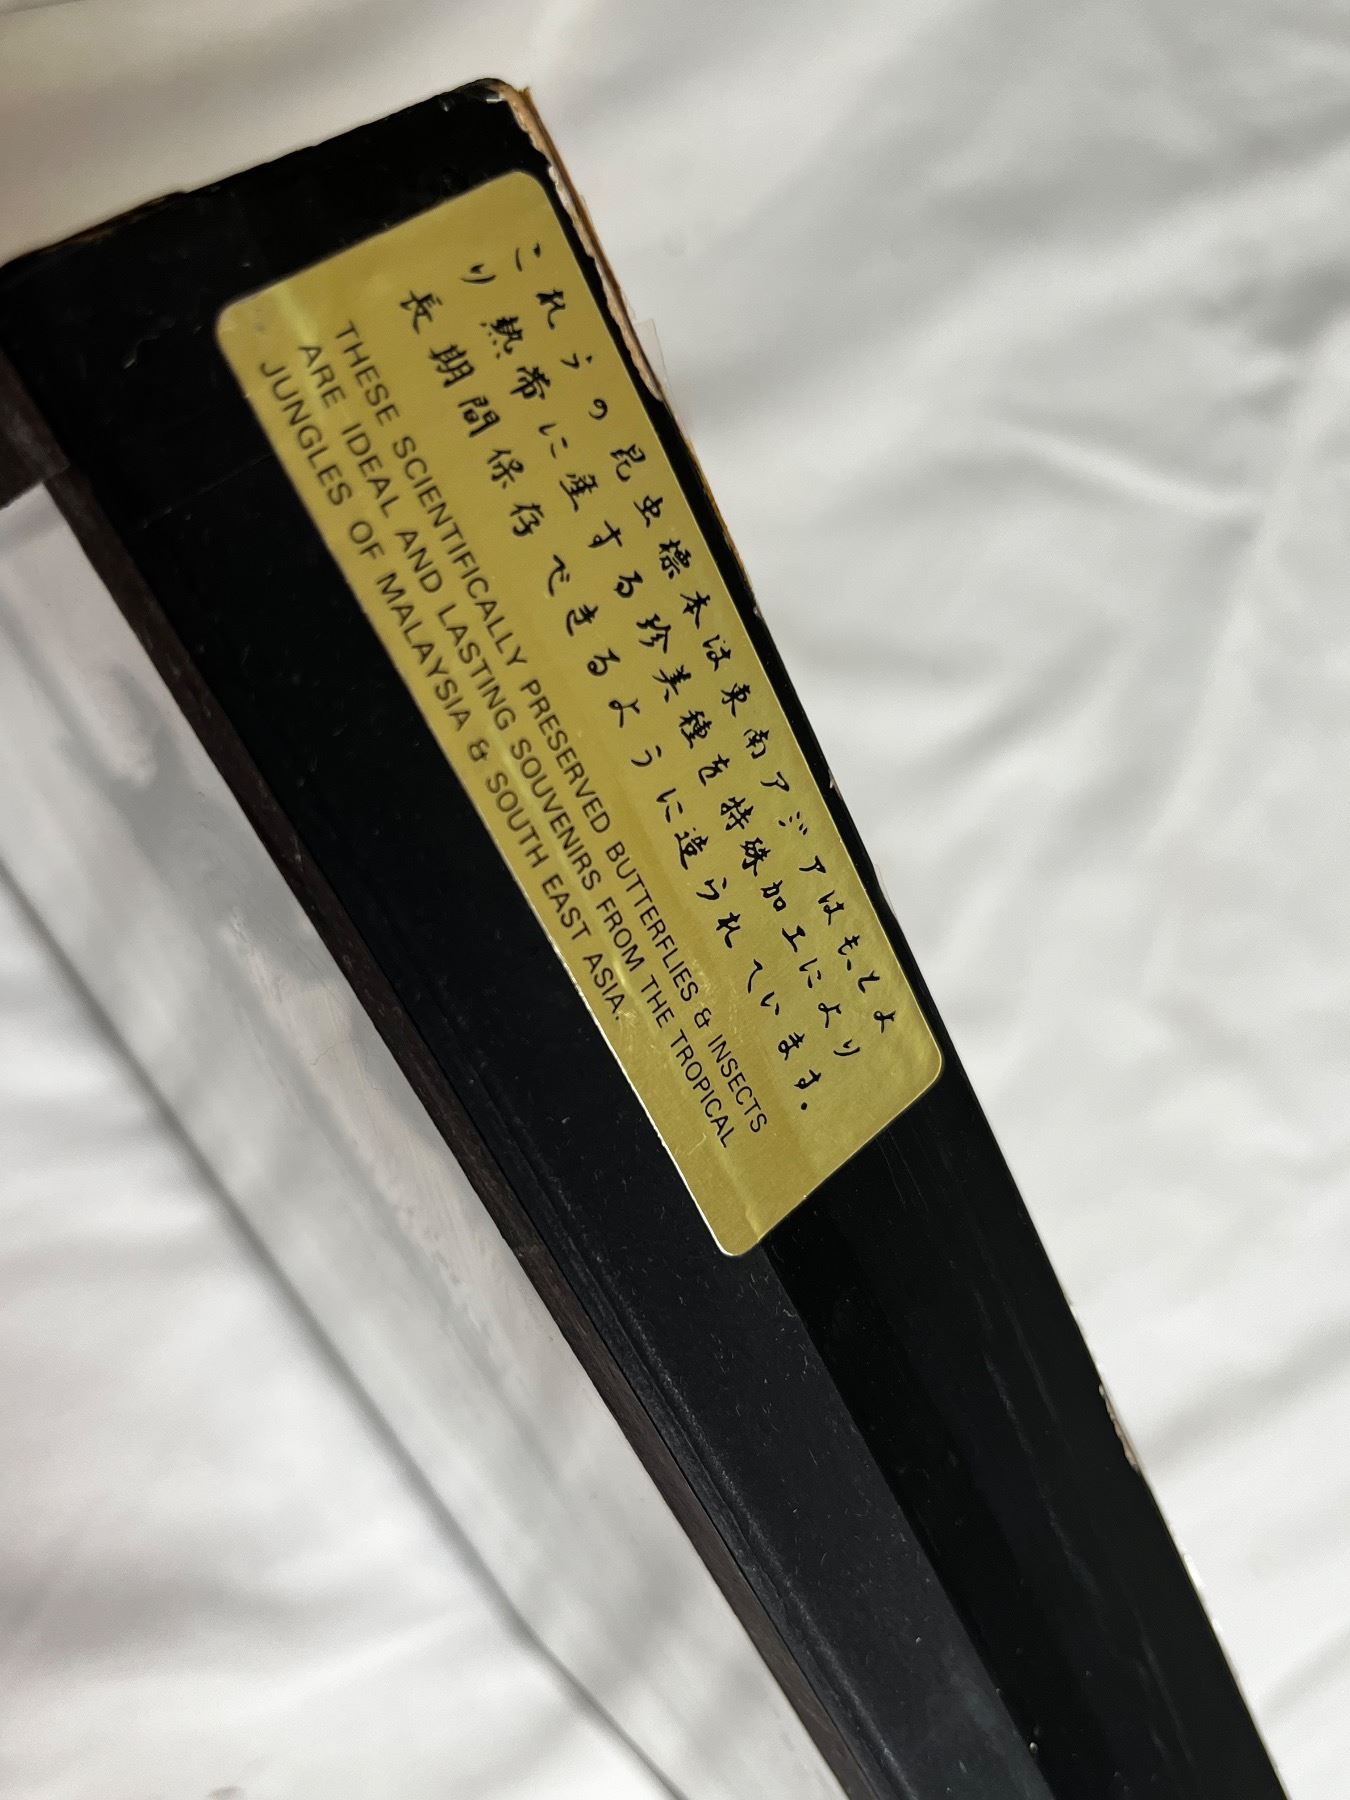 これらの昆虫標本は東南アジアはもとよ
り熱帯に産する珍美種を特殊加工により
長期間保存できるように造られています.
THESE SCIENTIFICALLY PRESERVED BUTTERFLIES & INSECTS
ARE IDEAL AND LASTING SOUVENIRS FROM THE TROPICAL
JUNGLES OF MALAYSIA & SOUTH EAST ASIA.